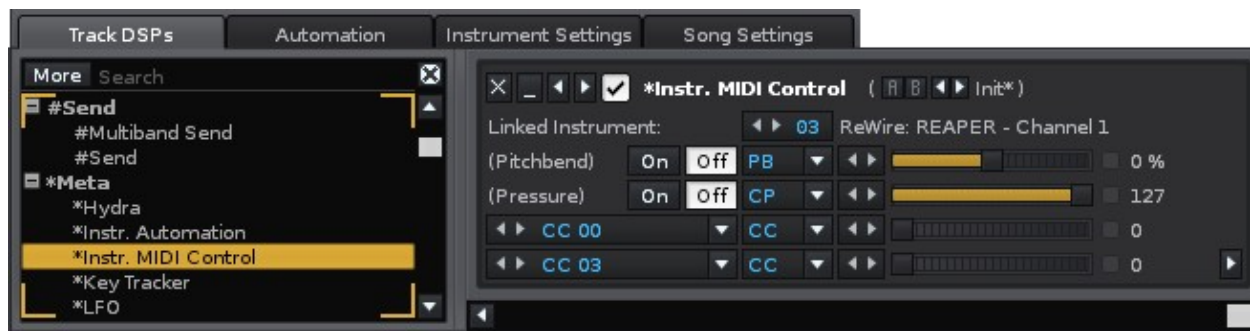 Track DSPs Automation Instrument Settings Song Settings
More Search
#Send
#Multiband Send
#Send
*Meta
*Hydra
*Instr. Automation
*Instr. MIDI Control
*Key Tracker
*LFO
*Instr. MIDI Control ( A B Init* )
Linked Instrument: 03 ReWire: REAPER - Channel 1
(Pitchbend) On Off PB 0 %
(Pressure) On Off CP 127
CC 00 CC 0
CC 03 CC 0